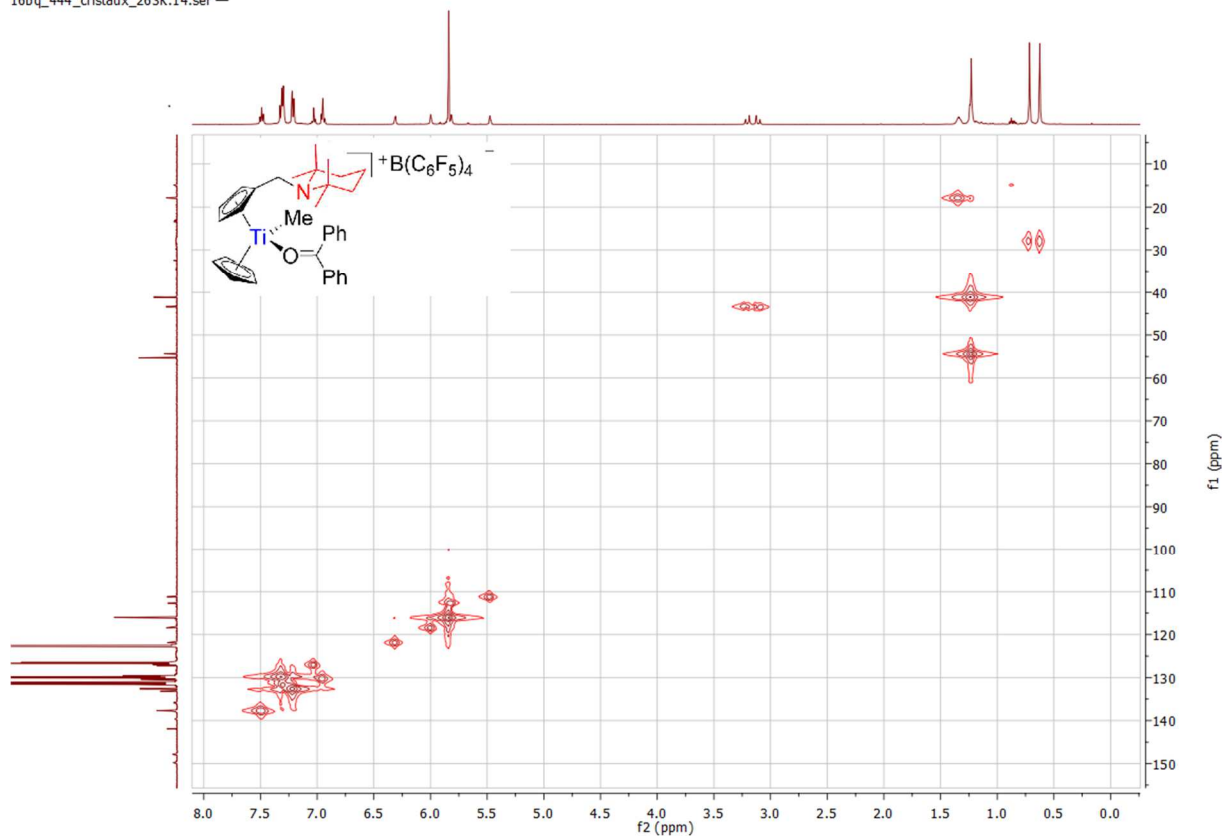 16bq_444_cristaux_263K.14.ser —
+B(C6F5)4 −
N
Me
Ti
Ph
O
Ph
10
20
30
40
50
60
70
80
90
100
110
120
130
140
150
f1 (ppm)
8.0 7.5 7.0 6.5 6.0 5.5 5.0 4.5 4.0 3.5 3.0 2.5 2.0 1.5 1.0 0.5 0.0
f2 (ppm)